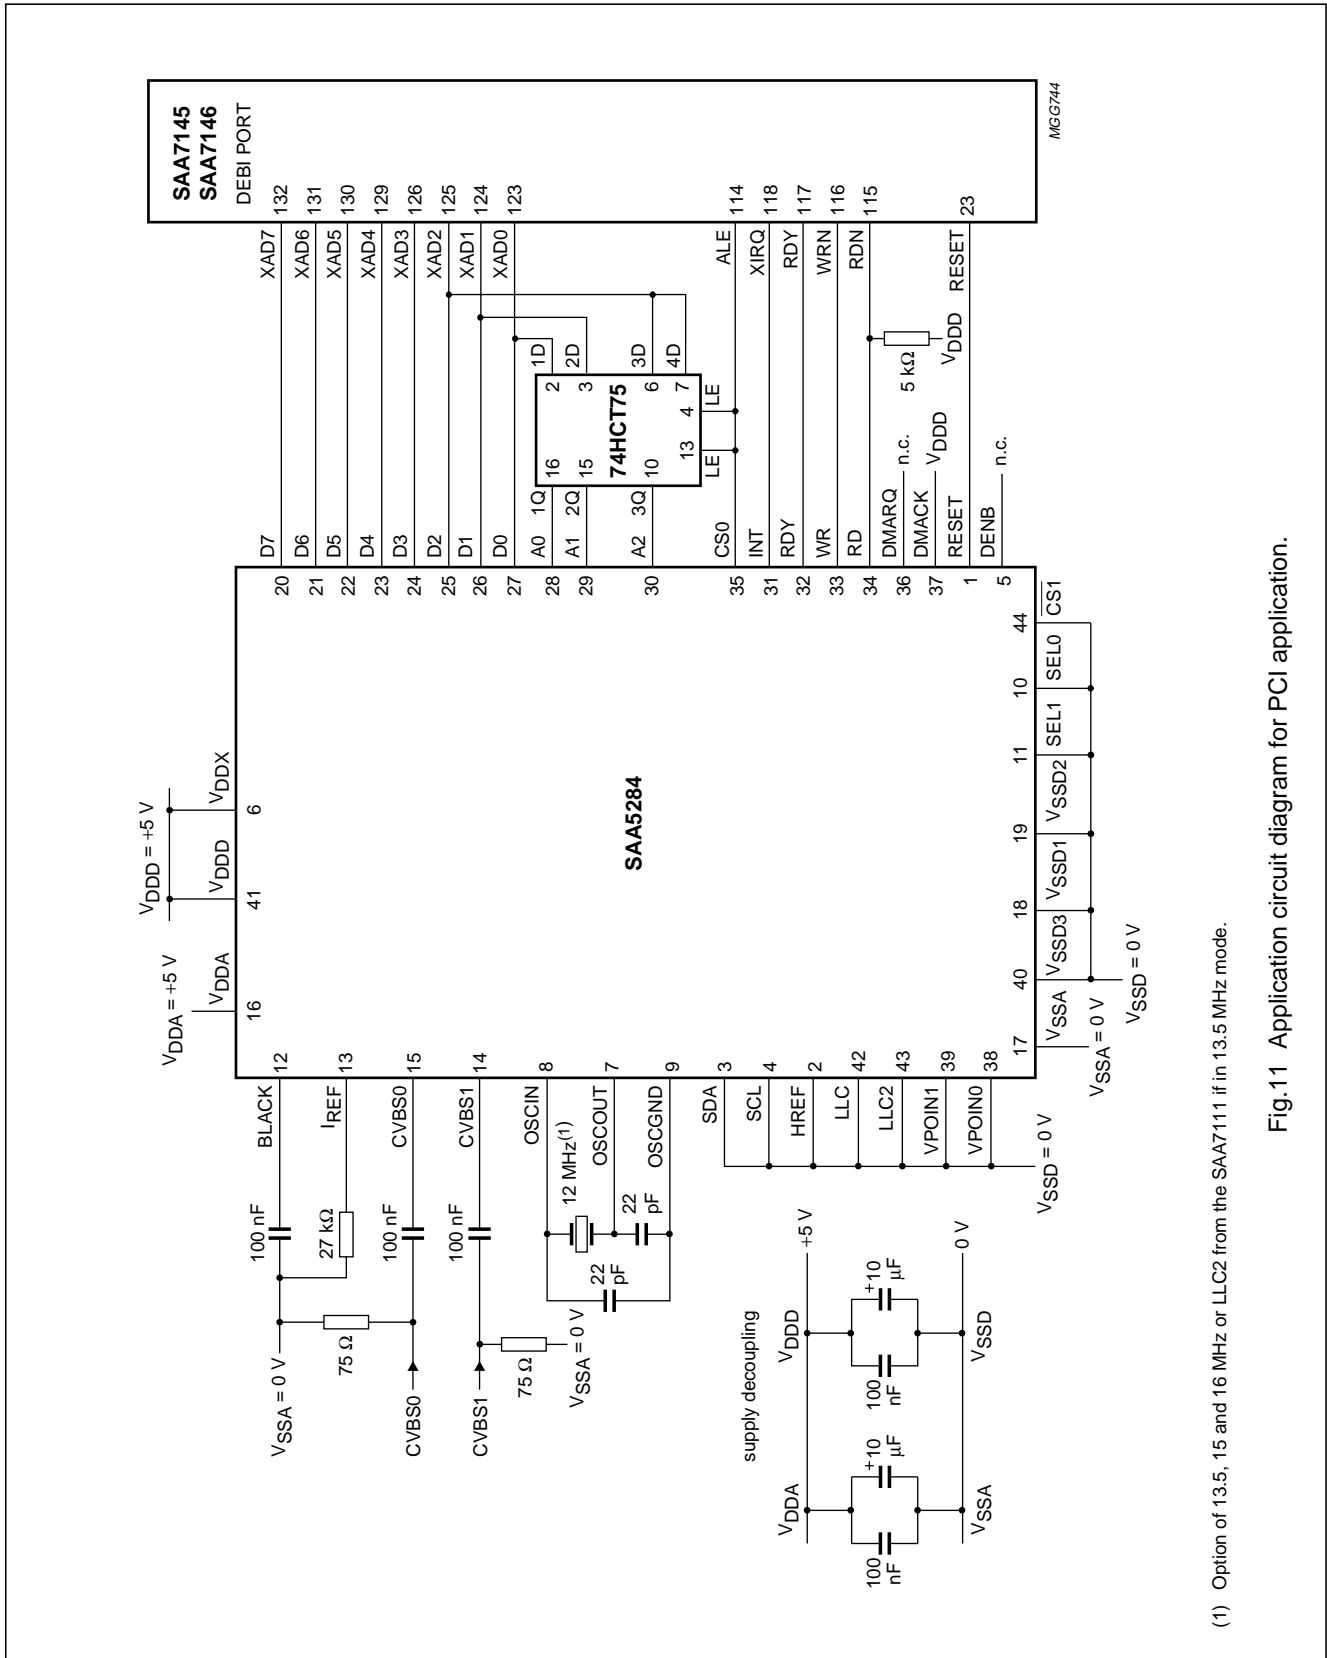 SAA7145
SAA7146
DEBI PORT
XAD7 132
XAD6 131
XAD5 130
XAD4 129
XAD3 126
XAD2 125
XAD1 124
XAD0 123
ALE 114
XIRQ 118
RDY 117
WRN 116
RDN 115
RESET 23
MGG744
1D 2
2D 3
3D 6
4D 7
74HCT75
16 1Q
15 2Q
10 3Q
13 LE
4 LE
5 kΩ
VDDD
D7 20
D6 21
D5 22
D4 23
D3 24
D2 25
D1 26
D0 27
A0 28
A1 29
A2 30
CS0 35
INT 31
RDY 32
WR 33
RD 34
DMARQ 36 n.c.
DMACK 37 VDDD
RESET 1
DENB 5 n.c.
VDDA = +5 V
VDDD = +5 V
VDDA 16
VDDD 41
VDDX 6
SAA5284
17 VSSA
40 VSSD3
18 VSSD1
19 VSSD2
11 SEL1
10 SEL0
44 CS1
VSSA = 0 V
VSSD = 0 V
12 BLACK
13 IREF
15 CVBS0
14 CVBS1
8 OSCIN
7 OSCOUT
9 OSCGND
3 SDA
4 SCL
2 HREF
42 LLC
43 LLC2
39 VPOIN1
38 VPOIN0
100 nF
27 kΩ
100 nF
100 nF
12 MHz(1)
22
pF
22
pF
VSSA = 0 V
75 Ω
CVBS0
CVBS1
75 Ω
VSSA = 0 V
VSSD = 0 V
supply decoupling
VDDA
VDDD
+5 V
100
nF
+10
µF
100
nF
+10
µF
VSSA
VSSD
0 V
(1) Option of 13.5, 15 and 16 MHz or LLC2 from the SAA7111 if in 13.5 MHz mode.
Fig.11 Application circuit diagram for PCI application.